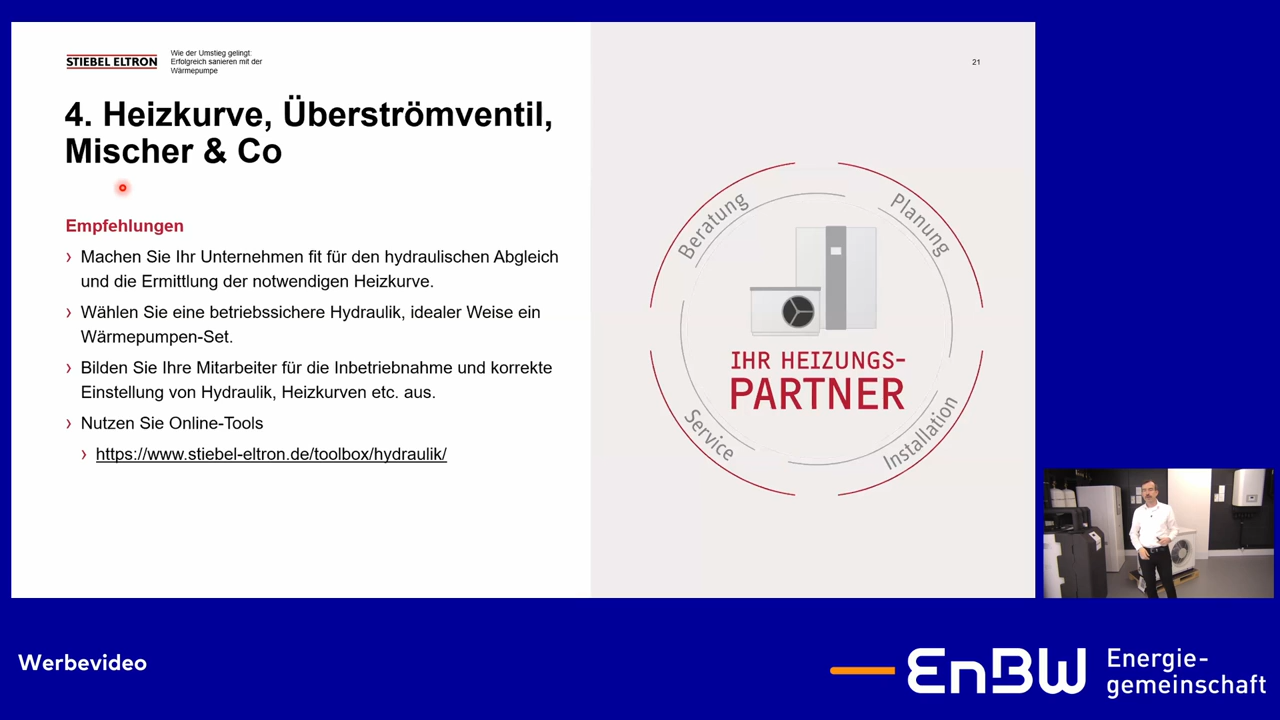 STIEBEL ELTRON
Wie der Umstieg gelingt:
Erfolgreich sanieren mit der
Wärmepumpe
21
4. Heizkurve, Überströmventil,
Mischer & Co
Empfehlungen
› Machen Sie Ihr Unternehmen fit für den hydraulischen Abgleich
und die Ermittlung der notwendigen Heizkurve.
› Wählen Sie eine betriebssichere Hydraulik, idealer Weise ein
Wärmepumpen-Set.
› Bilden Sie Ihre Mitarbeiter für die Inbetriebnahme und korrekte
Einstellung von Hydraulik, Heizkurven etc. aus.
› Nutzen Sie Online-Tools
› https://www.stiebel-eltron.de/toolbox/hydraulik/
Beratung
Planung
IHR HEIZUNGS-
PARTNER
Service
Installation
Werbevideo
EnBW
Energie-
gemeinschaft